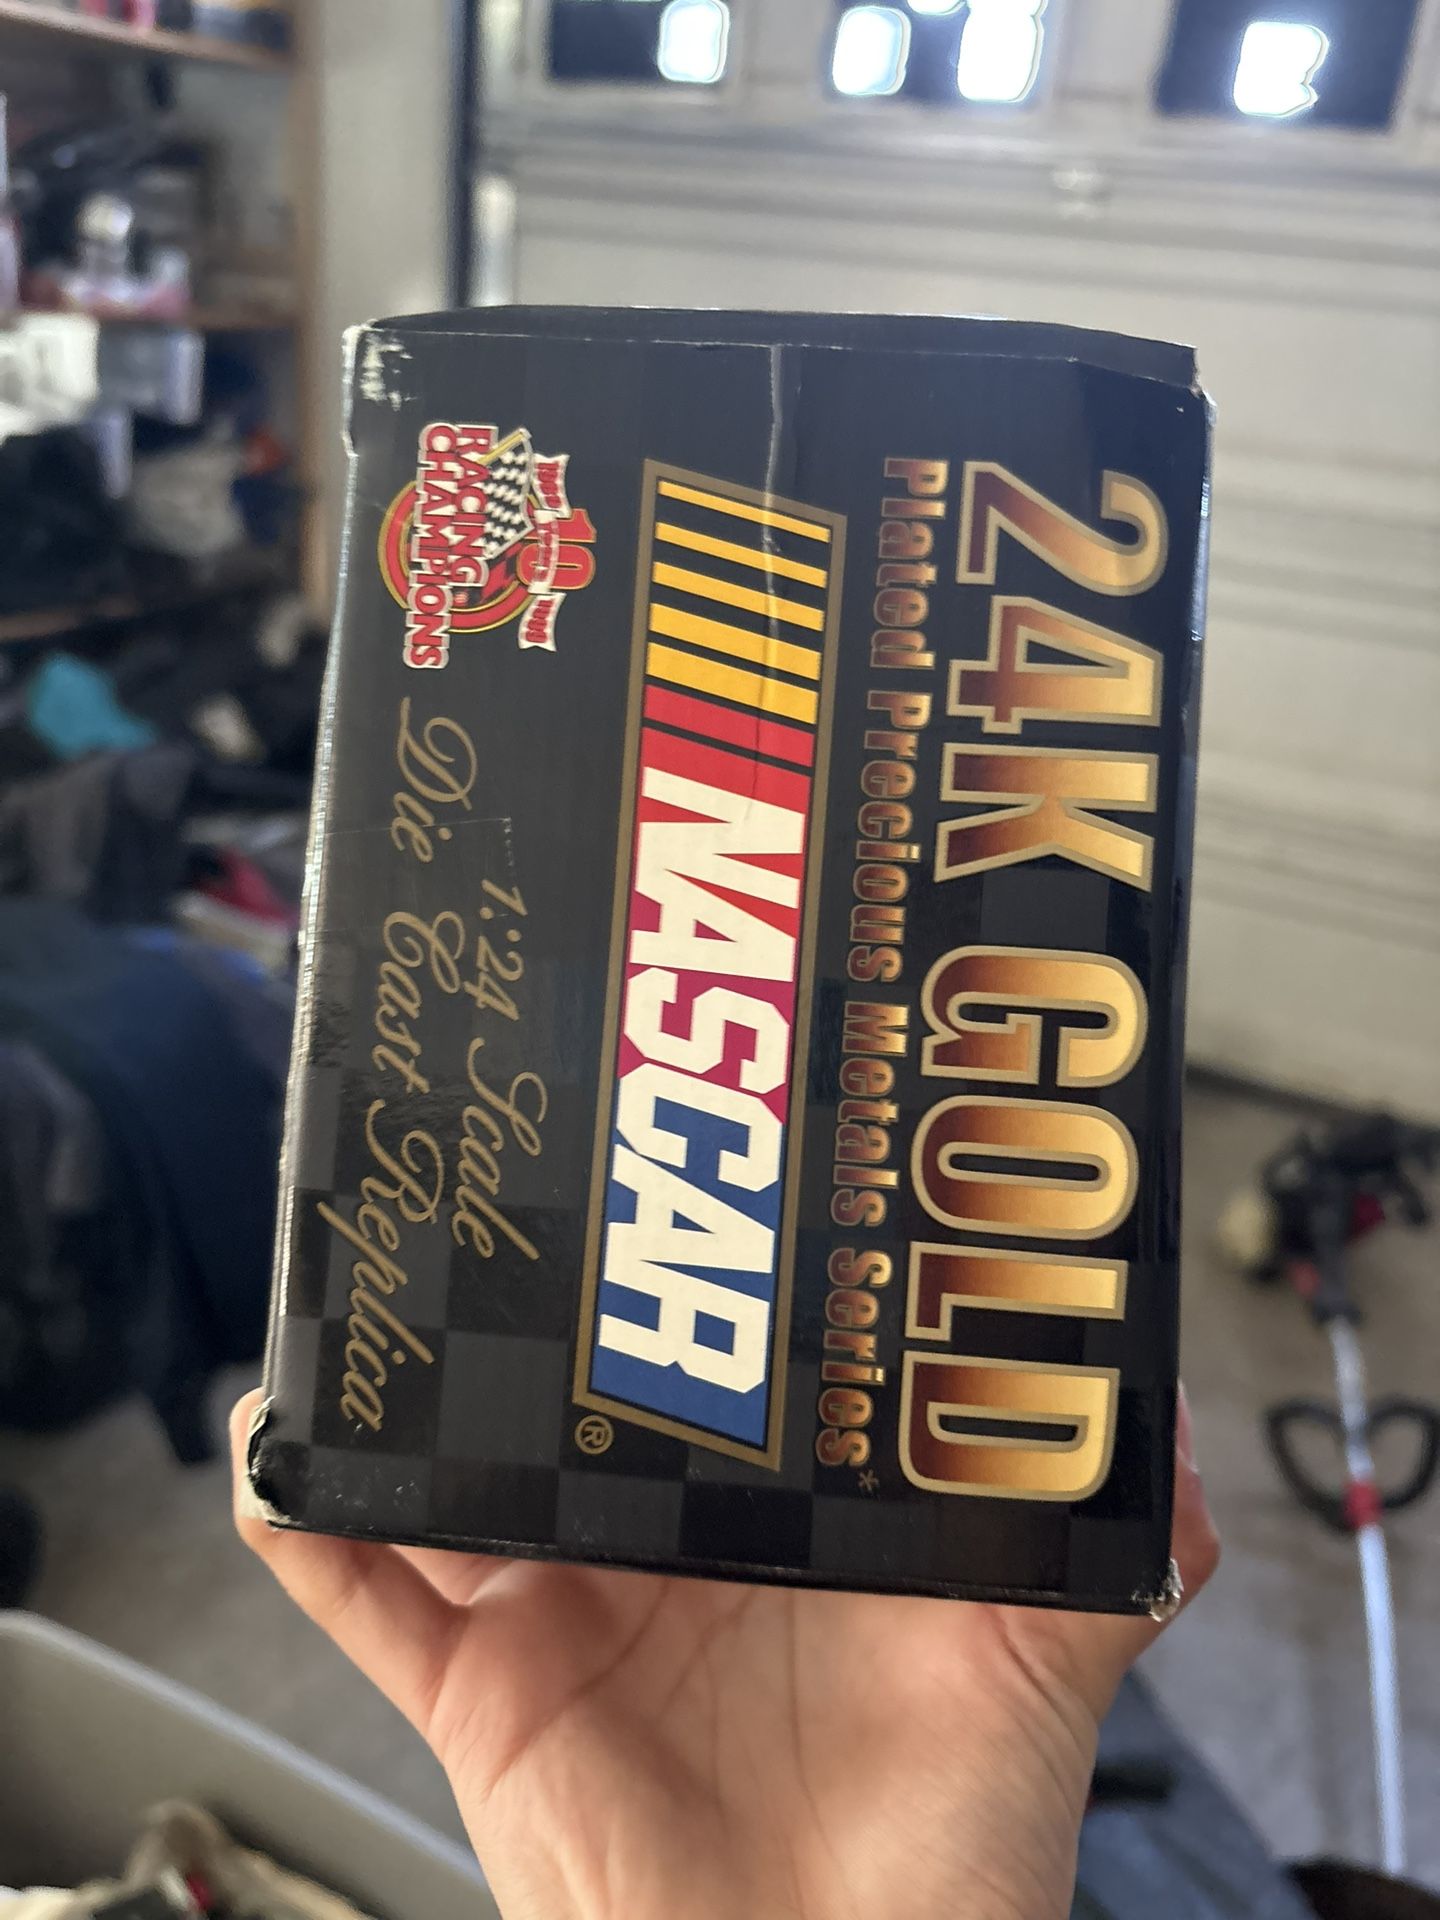 24K GOLD
Plated Precious Metals Series*
NASCAR®
1:24 Scale
Die Cast Replica
10
RACING
CHAMPIONS